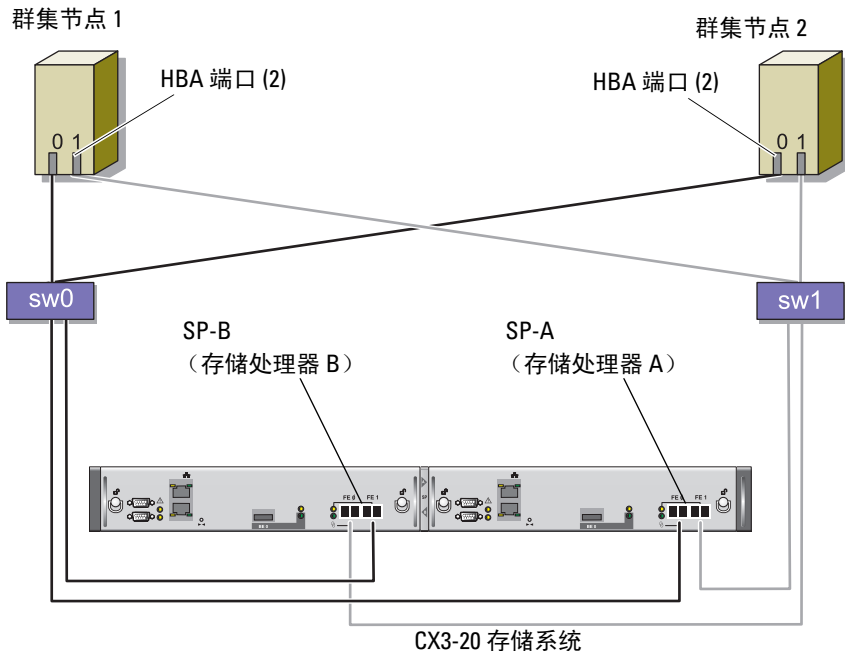 群集节点 1
群集节点 2
HBA 端口 (2)
HBA 端口 (2)
0 1
0 1
sw0
sw1
SP-B
（存储处理器 B）
SP-A
（存储处理器 A）
FE 0 FE 1
SP
FE 0 FE 1
CX3-20 存储系统